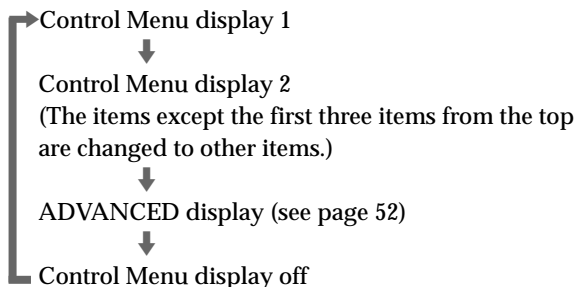 Control Menu display 1
Control Menu display 2
(The items except the first three items from the top
are changed to other items.)
ADVANCED display (see page 52)
Control Menu display off